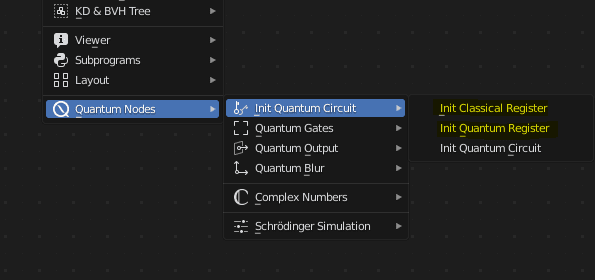 KD & BVH Tree
Viewer
Subprograms
Layout
Quantum Nodes
Init Quantum Circuit
Quantum Gates
Quantum Output
Quantum Blur
Complex Numbers
Schrödinger Simulation
Init Classical Register
Init Quantum Register
Init Quantum Circuit